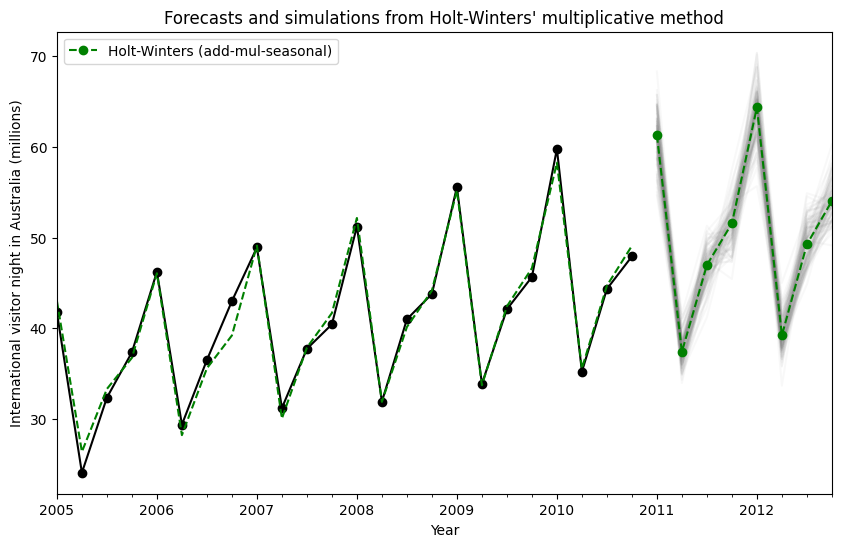 Forecasts and simulations from Holt-Winters' multiplicative method
Holt-Winters (add-mul-seasonal)
International visitor night in Australia (millions)
70
60
50
40
30
2005 2006 2007 2008 2009 2010 2011 2012
Year